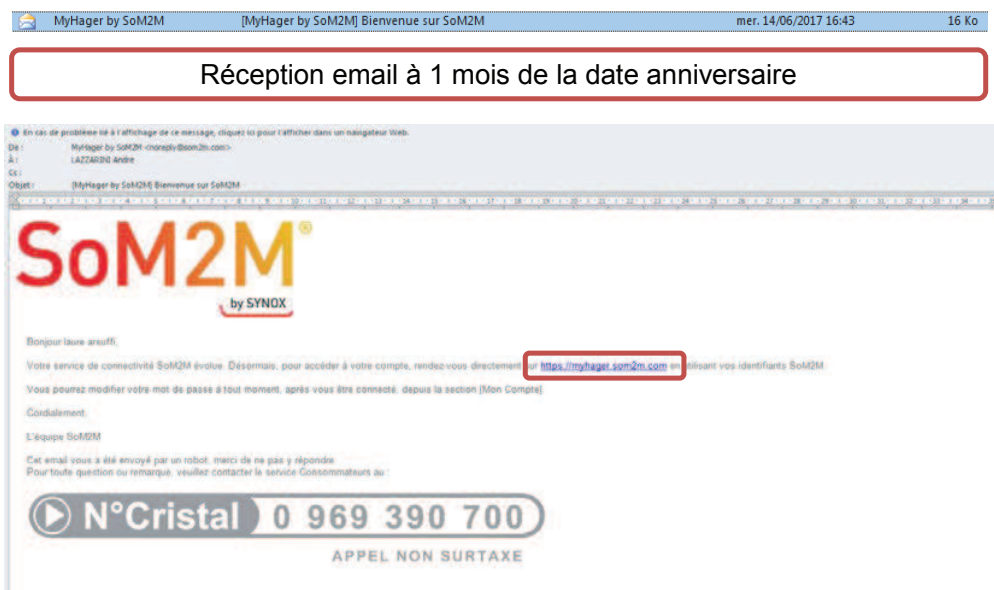 MyHager by SoM2M [MyHager by SoM2M] Bienvenue sur SoM2M mer. 14/06/2017 16:43 16 Ko
Réception email à 1 mois de la date anniversaire
En cas de problème lié à l'affichage de ce message, cliquez ici pour l'afficher dans un navigateur Web.
De : MyHager by SoM2M <noreply@som2m.com>
À : LAZZARINI Andre
Cc :
Objet : [MyHager by SoM2M] Bienvenue sur SoM2M
SoM2M®
by SYNOX
Bonjour laure areuffi,
Votre service de connectivité SoM2M évolue. Désormais, pour accéder à votre compte, rendez-vous directement sur https://myhager.som2m.com en utilisant vos identifiants SoM2M.
Vous pourrez modifier votre mot de passe à tout moment, après vous être connecté, depuis la section [Mon Compte]
Cordialement,
L'équipe SoM2M
Cet email vous a été envoyé par un robot, merci de ne pas y répondre.
Pour toute question ou remarque, veuillez contacter le service Consommateurs au :
N°Cristal 0 969 390 700
APPEL NON SURTAXE